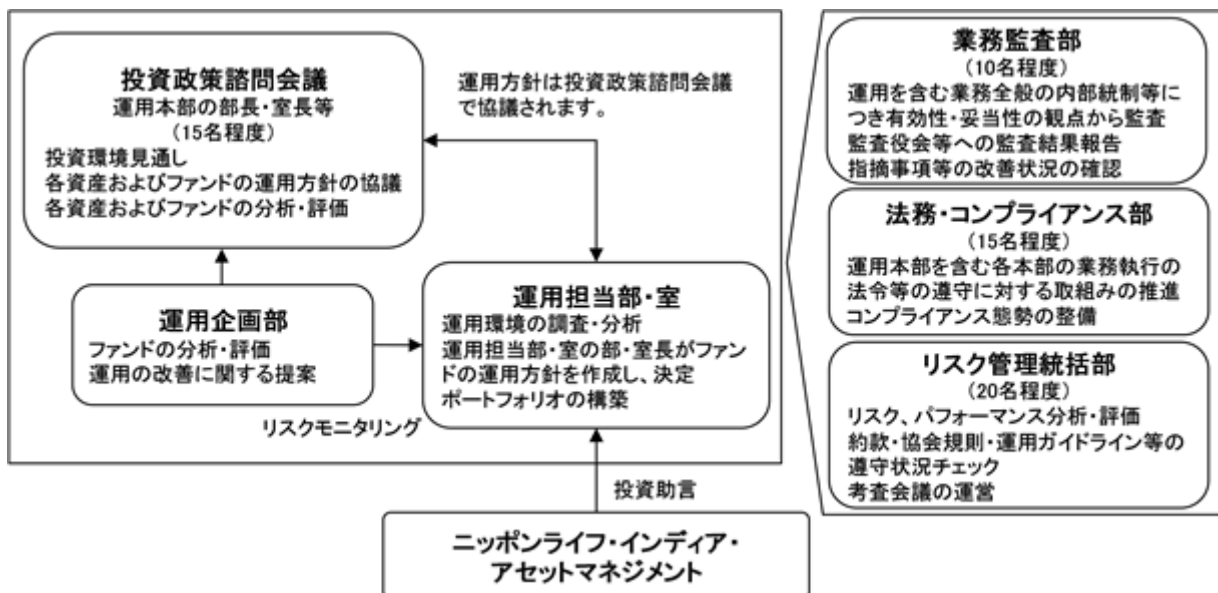 投資政策諮問会議
運用本部の部長・室長等
(15名程度)
投資環境見通し
各資産およびファンドの運用方針の協議
各資産およびファンドの分析・評価
運用方針は投資政策諮問会議
で協議されます。
運用企画部
ファンドの分析・評価
運用の改善に関する提案
リスクモニタリング
運用担当部・室
運用環境の調査・分析
運用担当部・室の部・室長がファン
ドの運用方針を作成し、決定
ポートフォリオの構築
投資助言
ニッポンライフ・インディア・
アセットマネジメント
業務監査部
(10名程度)
運用を含む業務全般の内部統制等に
つき有効性・妥当性の観点から監査
監査役会等への監査結果報告
指摘事項等の改善状況の確認
法務・コンプライアンス部
(15名程度)
運用本部を含む各本部の業務執行の
法令等の遵守に対する取組みの推進
コンプライアンス態勢の整備
リスク管理統括部
(20名程度)
リスク、パフォーマンス分析・評価
約款・協会規則・運用ガイドライン等の
遵守状況チェック
考査会議の運営